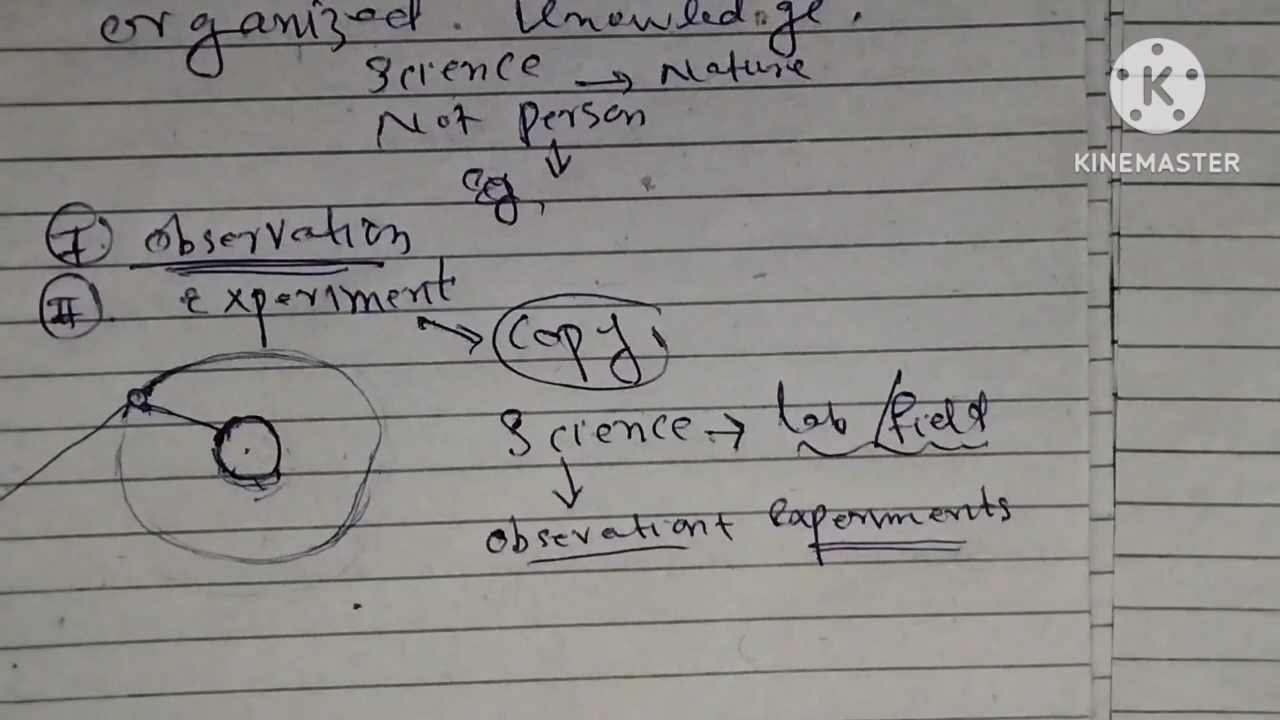 organized. Knowledge.
Science → Nature
Not person
↓
eg,
I. observation
II. experiment
→ Copy,
Science → lab/field
↓
observation + experiments
K
KINEMASTER